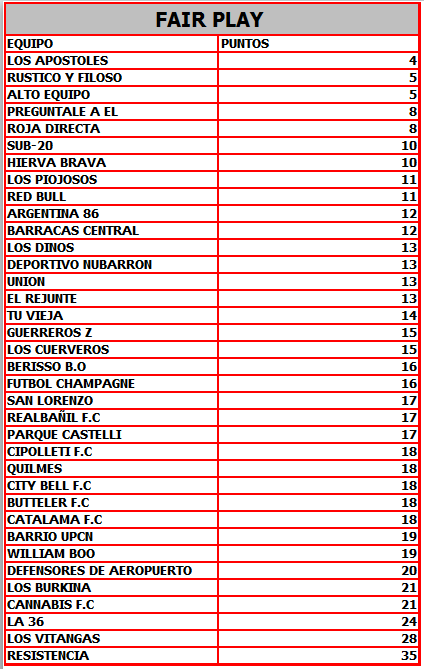 FAIR PLAY
EQUIPO PUNTOS
LOS APOSTOLES 4
RUSTICO Y FILOSO 5
ALTO EQUIPO 5
PREGUNTALE A EL 8
ROJA DIRECTA 8
SUB-20 10
HIERVA BRAVA 10
LOS PIOJOSOS 11
RED BULL 11
ARGENTINA 86 12
BARRACAS CENTRAL 12
LOS DINOS 13
DEPORTIVO NUBARRON 13
UNION 13
EL REJUNTE 13
TU VIEJA 14
GUERREROS Z 15
LOS CUERVEROS 15
BERISSO B.O 16
FUTBOL CHAMPAGNE 16
SAN LORENZO 17
REALBAÑIL F.C 17
PARQUE CASTELLI 17
CIPOLLETI F.C 18
QUILMES 18
CITY BELL F.C 18
BUTTELER F.C 18
CATALAMA F.C 18
BARRIO UPCN 19
WILLIAM BOO 19
DEFENSORES DE AEROPUERTO 20
LOS BURKINA 21
CANNABIS F.C 21
LA 36 24
LOS VITANGAS 28
RESISTENCIA 35